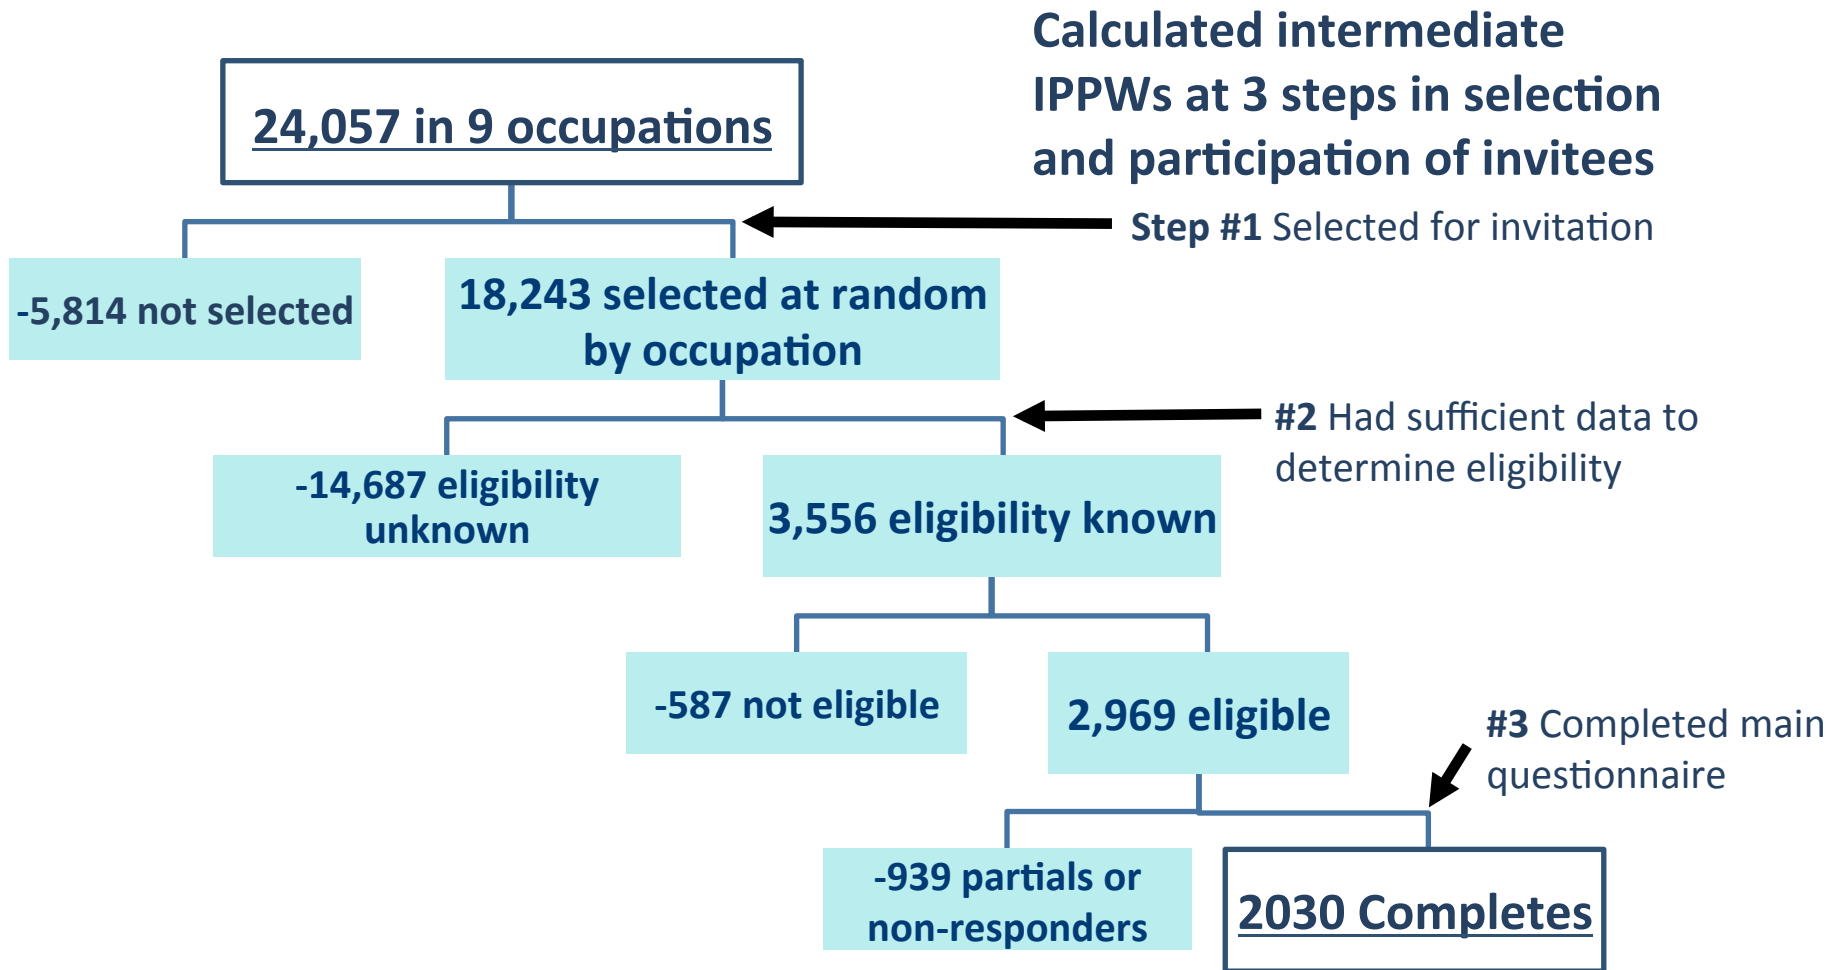 Calculated intermediate
IPPWs at 3 steps in selection
and participation of invitees
24,057 in 9 occupations
Step #1 Selected for invitation
-5,814 not selected
18,243 selected at random
by occupation
#2 Had sufficient data to
determine eligibility
-14,687 eligibility
unknown
3,556 eligibility known
-587 not eligible
2,969 eligible
#3 Completed main
questionnaire
-939 partials or
non-responders
2030 Completes